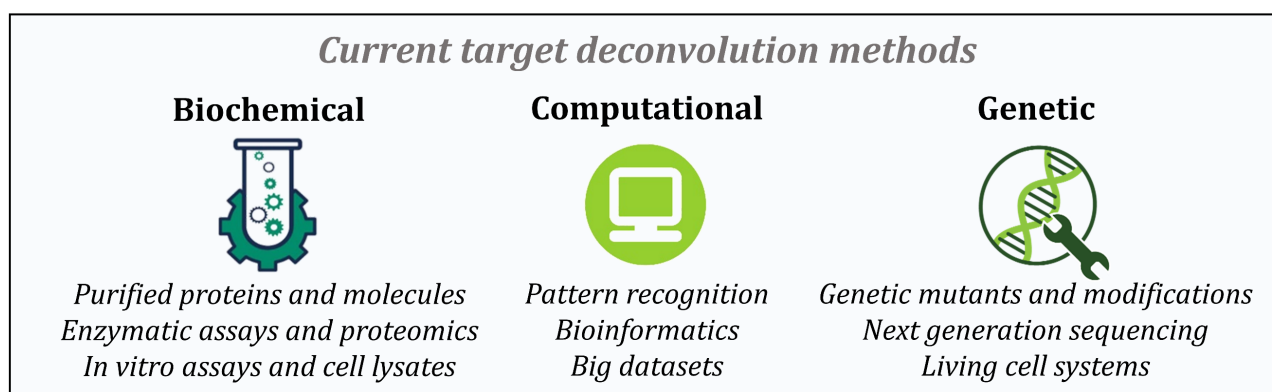 Current target deconvolution methods
Biochemical
Purified proteins and molecules
Enzymatic assays and proteomics
In vitro assays and cell lysates
Computational
Pattern recognition
Bioinformatics
Big datasets
Genetic
Genetic mutants and modifications
Next generation sequencing
Living cell systems